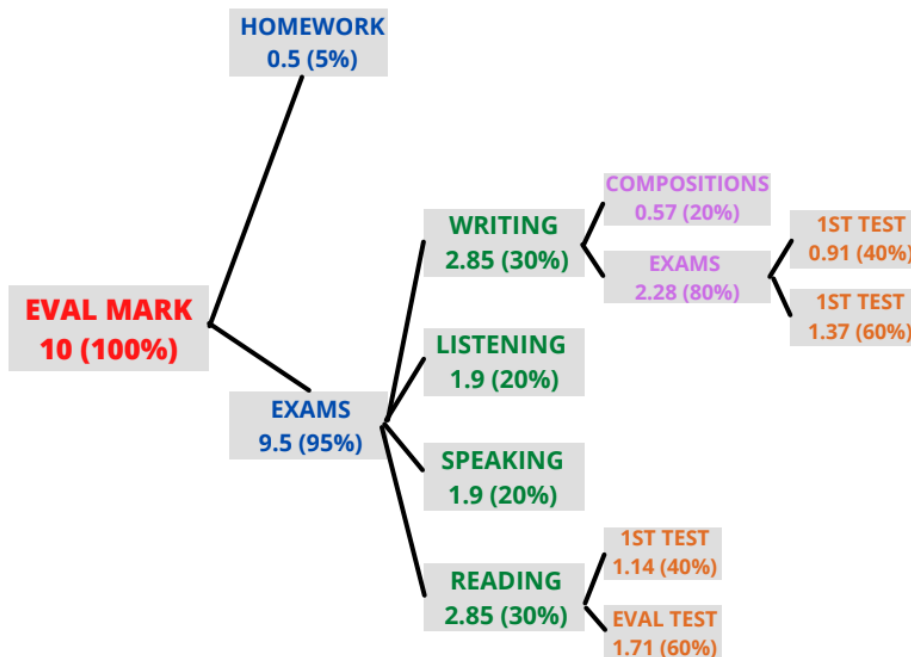 HOMEWORK
0.5 (5%)
COMPOSITIONS
0.57 (20%)
WRITING
2.85 (30%)
1ST TEST
0.91 (40%)
EXAMS
2.28 (80%)
EVAL MARK
10 (100%)
1ST TEST
1.37 (60%)
LISTENING
1.9 (20%)
EXAMS
9.5 (95%)
SPEAKING
1.9 (20%)
1ST TEST
1.14 (40%)
READING
2.85 (30%)
EVAL TEST
1.71 (60%)